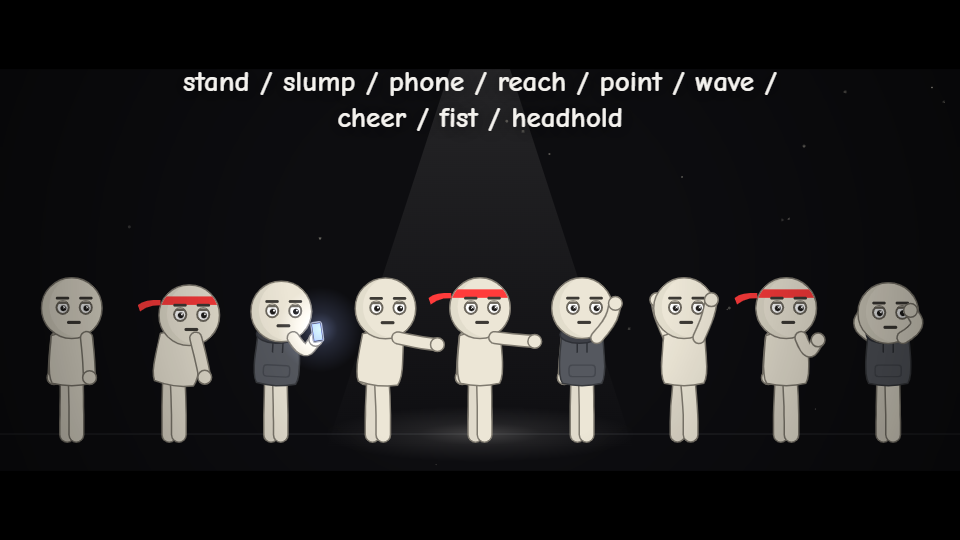 stand / slump / phone / reach / point / wave /
cheer / fist / headhold